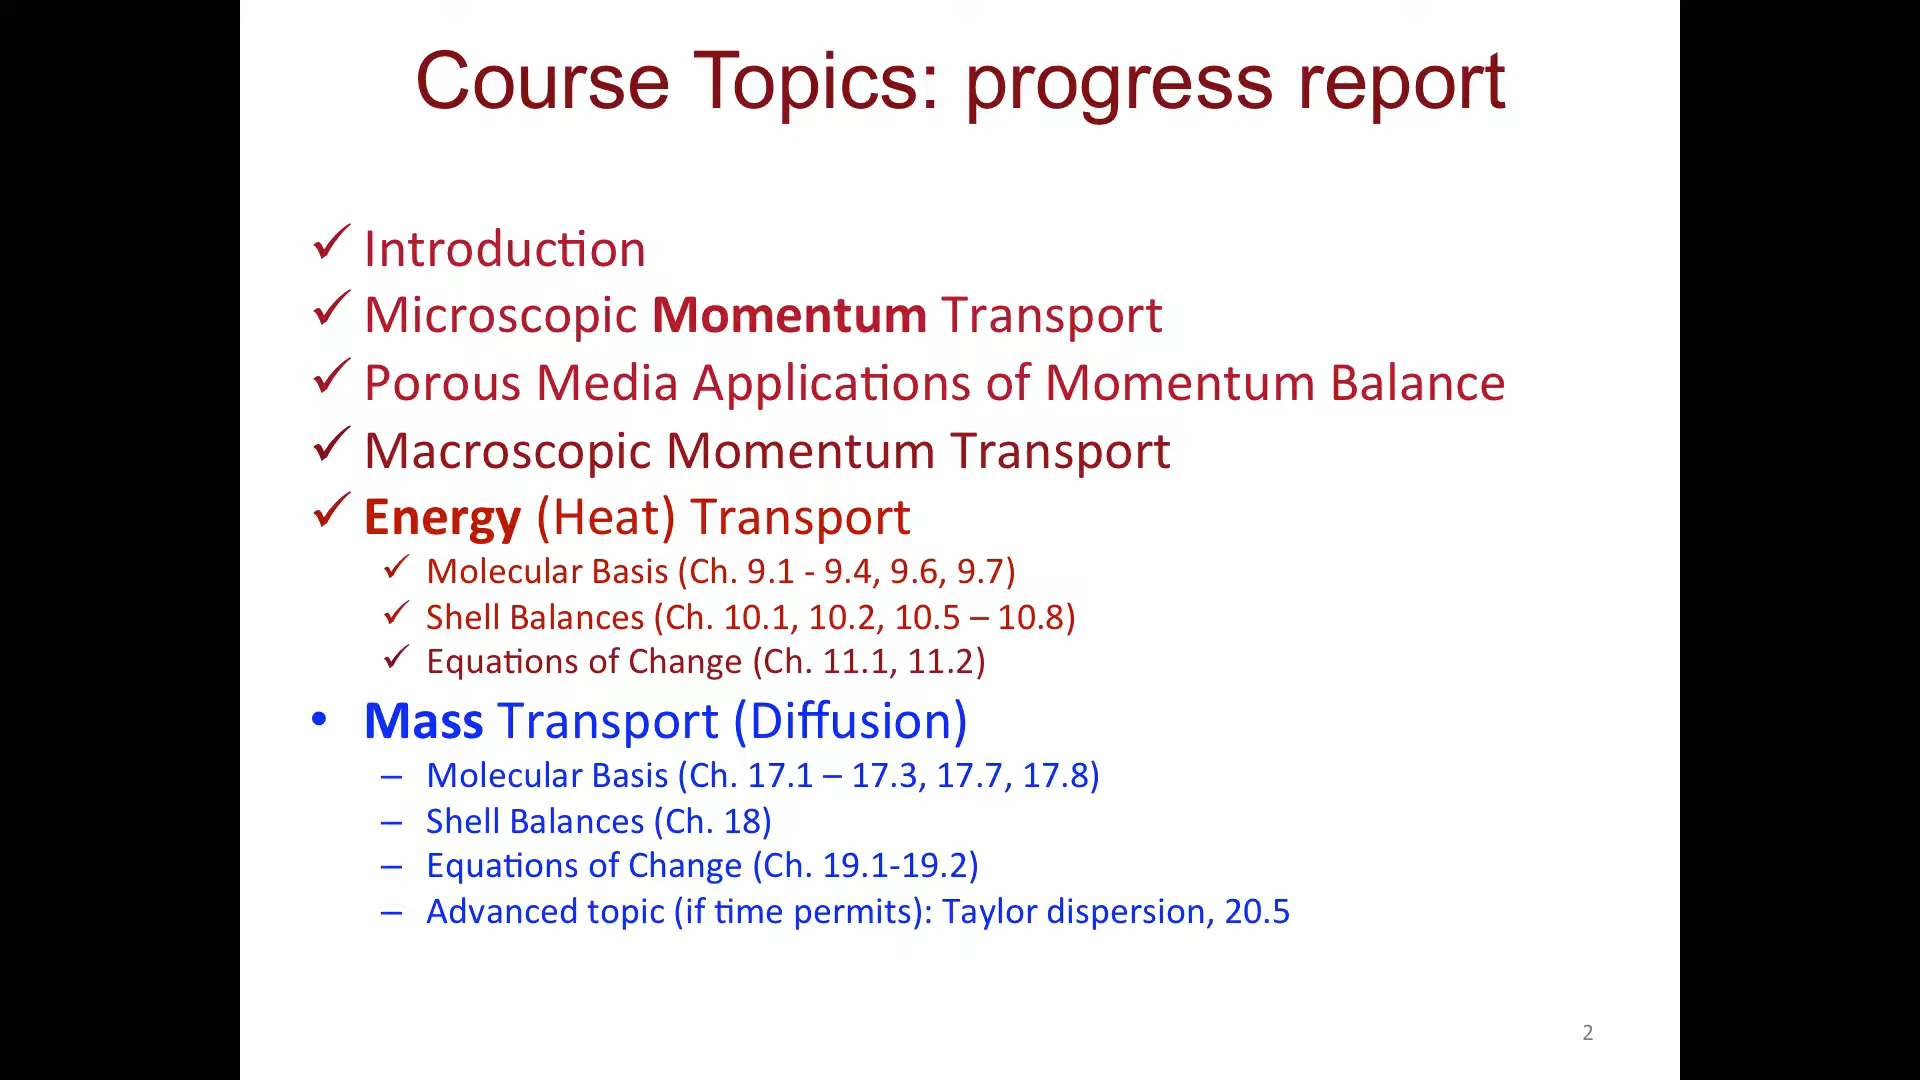 Course Topics: progress report
✓ Introduction
✓ Microscopic Momentum Transport
✓ Porous Media Applications of Momentum Balance
✓ Macroscopic Momentum Transport
✓ Energy (Heat) Transport
✓ Molecular Basis (Ch. 9.1 - 9.4, 9.6, 9.7)
✓ Shell Balances (Ch. 10.1, 10.2, 10.5 – 10.8)
✓ Equations of Change (Ch. 11.1, 11.2)
• Mass Transport (Diffusion)
– Molecular Basis (Ch. 17.1 – 17.3, 17.7, 17.8)
– Shell Balances (Ch. 18)
– Equations of Change (Ch. 19.1-19.2)
– Advanced topic (if time permits): Taylor dispersion, 20.5
2